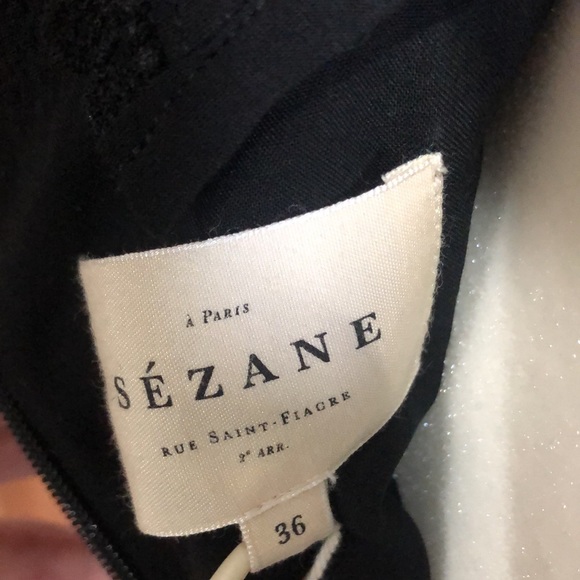 À PARIS
SÉZANE
RUE SAINT-FIACRE
2e ARR.
36